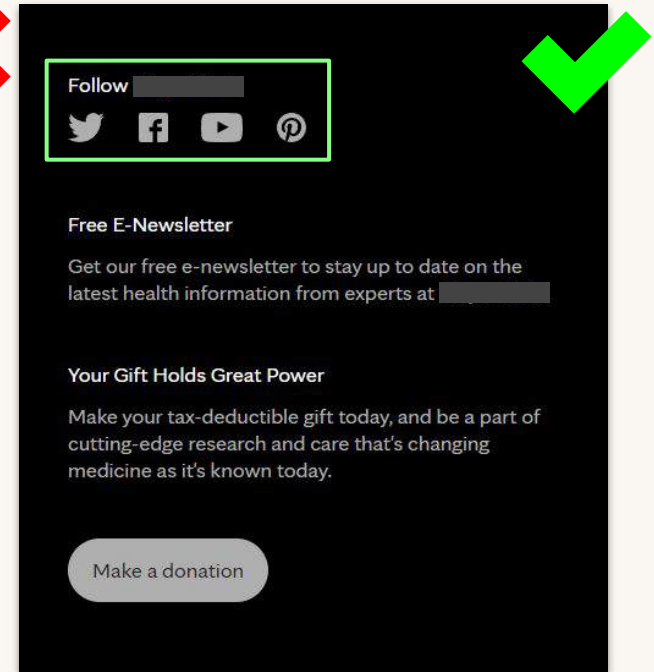 Follow
Free E-Newsletter
Get our free e-newsletter to stay up to date on the
latest health information from experts at
Your Gift Holds Great Power
Make your tax-deductible gift today, and be a part of
cutting-edge research and care that's changing
medicine as it's known today.
Make a donation